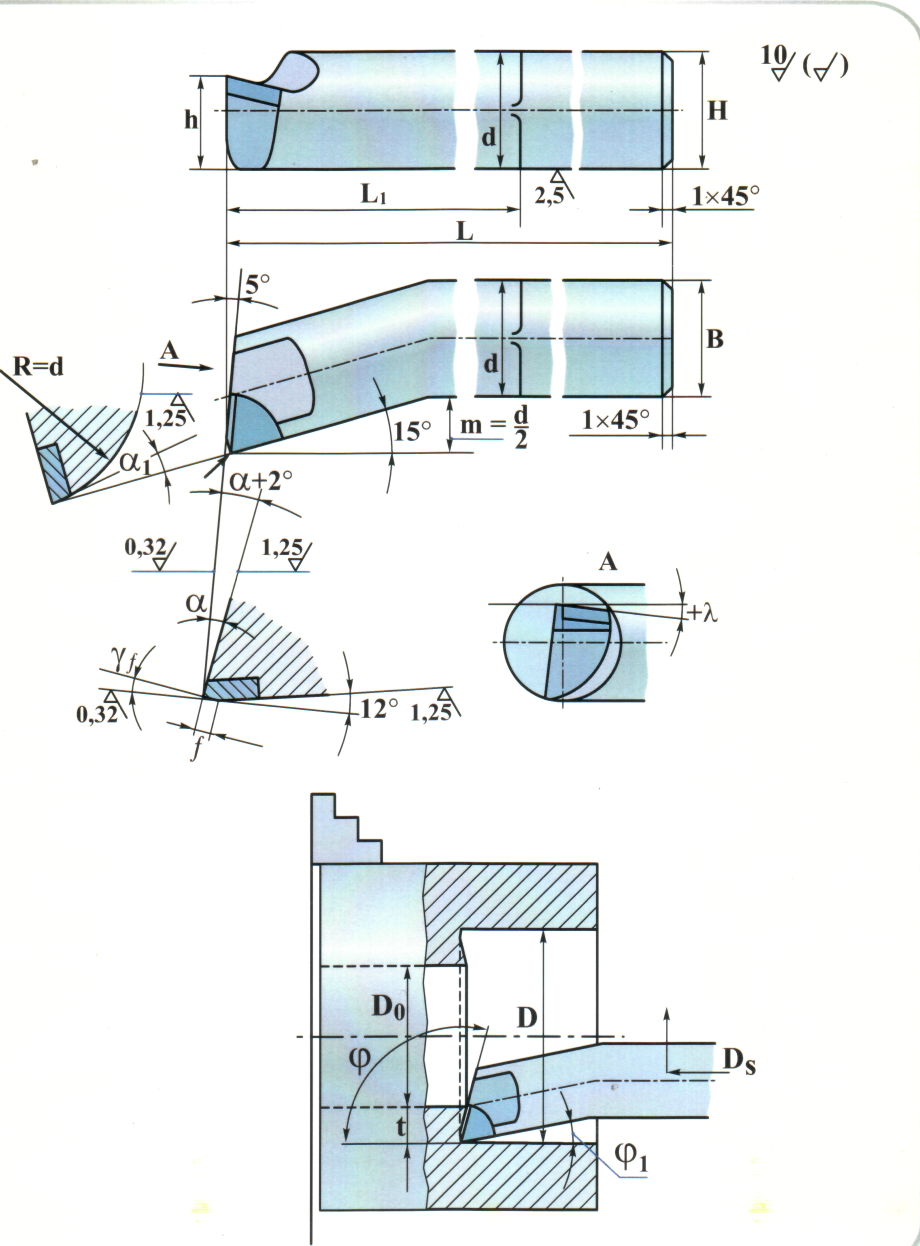 10 (√)
h
d
H
L₁
2,5
1×45°
L
5°
A
R=d
d
B
1,25
α₁
15°
m = d/2
1×45°
α+2°
0,32
1,25
A
α
+λ
γf
0,32
12°
1,25
f
D₀
D
φ
Ds
t
φ₁